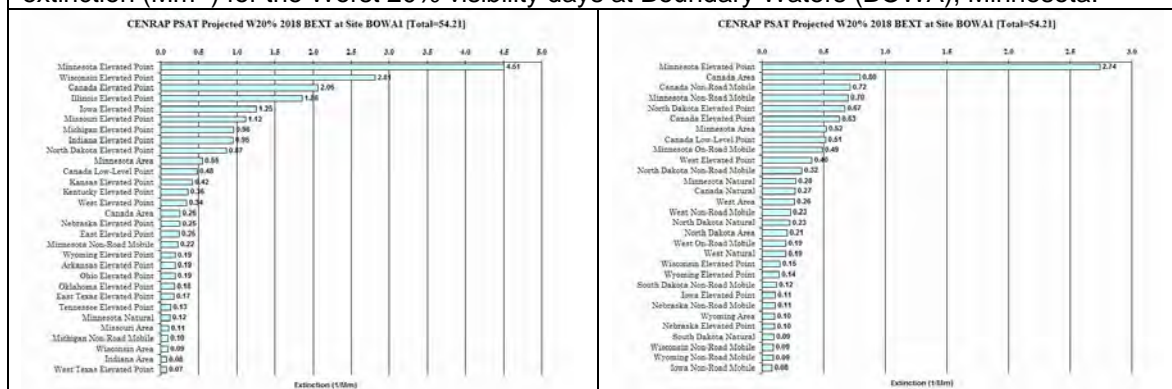 extinction (Mm⁻¹) for the Worst 20% visibility days at Boundary Waters (BOWA), Minnesota.
CENRAP PSAT Projected W20% 2018 BEXT at Site BOWA1 [Total=54.21]
0.0 0.5 1.0 1.5 2.0 2.5 3.0 3.5 4.0 4.5 5.0
Minnesota Elevated Point 4.51
Wisconsin Elevated Point 2.81
Canada Elevated Point 2.06
Illinois Elevated Point 1.86
Iowa Elevated Point 1.25
Missouri Elevated Point 1.12
Michigan Elevated Point 0.96
Indiana Elevated Point 0.95
North Dakota Elevated Point 0.87
Minnesota Area 0.55
Canada Low-Level Point 0.48
Kansas Elevated Point 0.42
Kentucky Elevated Point 0.36
West Elevated Point 0.34
Canada Area 0.26
Nebraska Elevated Point 0.25
East Elevated Point 0.25
Minnesota Non-Road Mobile 0.22
Wyoming Elevated Point 0.19
Arkansas Elevated Point 0.19
Ohio Elevated Point 0.19
Oklahoma Elevated Point 0.18
East Texas Elevated Point 0.17
Tennessee Elevated Point 0.13
Minnesota Natural 0.12
Missouri Area 0.11
Michigan Non-Road Mobile 0.10
Wisconsin Area 0.09
Indiana Area 0.08
West Texas Elevated Point 0.07
Extinction (1/Mm)
CENRAP PSAT Projected W20% 2018 BEXT at Site BOWA1 [Total=54.21]
0.0 0.5 1.0 1.5 2.0 2.5 3.0
Minnesota Elevated Point 2.74
Canada Area 0.80
Canada Non-Road Mobile 0.72
Minnesota Non-Road Mobile 0.70
North Dakota Elevated Point 0.67
Canada Elevated Point 0.63
Minnesota Area 0.52
Canada Low-Level Point 0.51
Minnesota On-Road Mobile 0.49
West Elevated Point 0.40
North Dakota Non-Road Mobile 0.32
Minnesota Natural 0.28
Canada Natural 0.27
West Area 0.26
West Non-Road Mobile 0.23
North Dakota Natural 0.23
North Dakota Area 0.21
West On-Road Mobile 0.19
West Natural 0.19
Wisconsin Elevated Point 0.15
Wyoming Elevated Point 0.14
South Dakota Non-Road Mobile 0.12
Iowa Elevated Point 0.11
Nebraska Non-Road Mobile 0.11
Wyoming Area 0.10
Nebraska Elevated Point 0.10
South Dakota Natural 0.09
Wisconsin Non-Road Mobile 0.09
Wyoming Non-Road Mobile 0.09
Iowa Non-Road Mobile 0.08
Extinction (1/Mm)